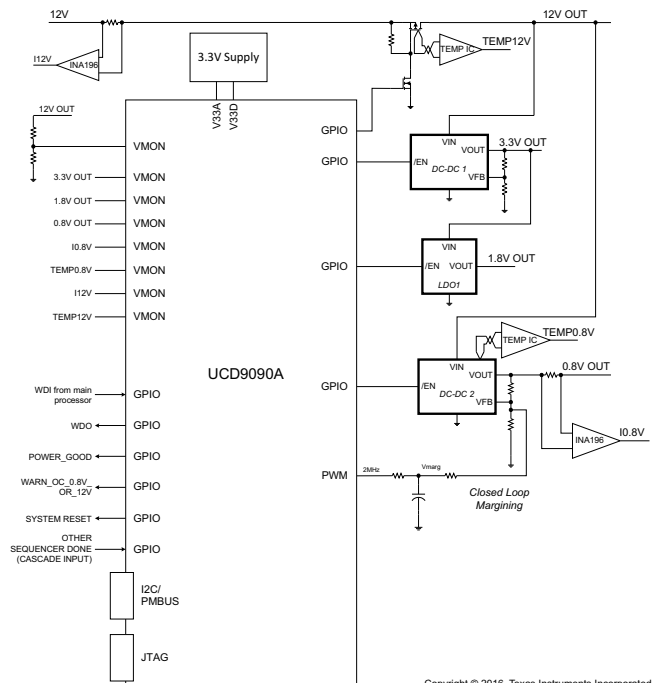 12V
12V OUT
I12V
INA196
TEMP12V
TEMP IC
3.3V Supply
V33A
V33D
12V OUT
GPIO
VMON
GPIO
VIN
VOUT
3.3V OUT
/EN
DC-DC 1
VFB
3.3V OUT
VMON
1.8V OUT
VMON
0.8V OUT
VMON
I0.8V
VMON
VIN
TEMP0.8V
VMON
GPIO
/EN
VOUT
1.8V OUT
LDO1
I12V
VMON
TEMP12V
VMON
TEMP0.8V
TEMP IC
VIN
UCD9090A
GPIO
/EN
VOUT
0.8V OUT
DC-DC 2
VFB
WDI from main
processor
GPIO
WDO
GPIO
INA196
I0.8V
POWER_GOOD
GPIO
PWM
2MHz
Vmarg
WARN_OC_0.8V_
OR_12V
GPIO
Closed Loop
Margining
SYSTEM RESET
GPIO
OTHER
SEQUENCER DONE
(CASCADE INPUT)
GPIO
I2C/
PMBUS
JTAG
Copyright © 2016, Texas Instruments Incorporated